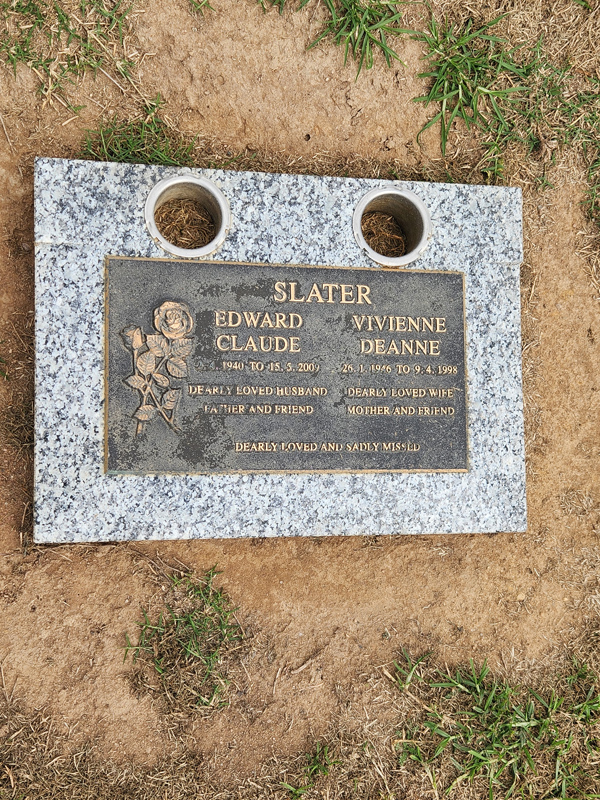 SLATER
EDWARD
CLAUDE
1940 TO 15. 5. 2009
DEARLY LOVED HUSBAND
FATHER AND FRIEND
VIVIENNE
DEANNE
26. 1. 1946 TO 9. 4. 1998
DEARLY LOVED WIFE
MOTHER AND FRIEND
DEARLY LOVED AND SADLY MISSED